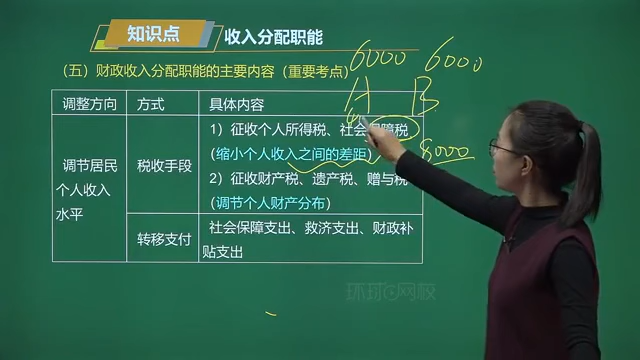 知识点 收入分配职能
（五）财政收入分配职能的主要内容（重要考点）
6000 6000
A B
调整方向 方式 具体内容
调节居民个人收入水平
税收手段
1）征收个人所得税、社会保障税
（缩小个人收入之间的差距）
8000
2）征收财产税、遗产税、赠与税
（调节个人财产分布）
转移支付
社会保障支出、救济支出、财政补
贴支出
环球网校